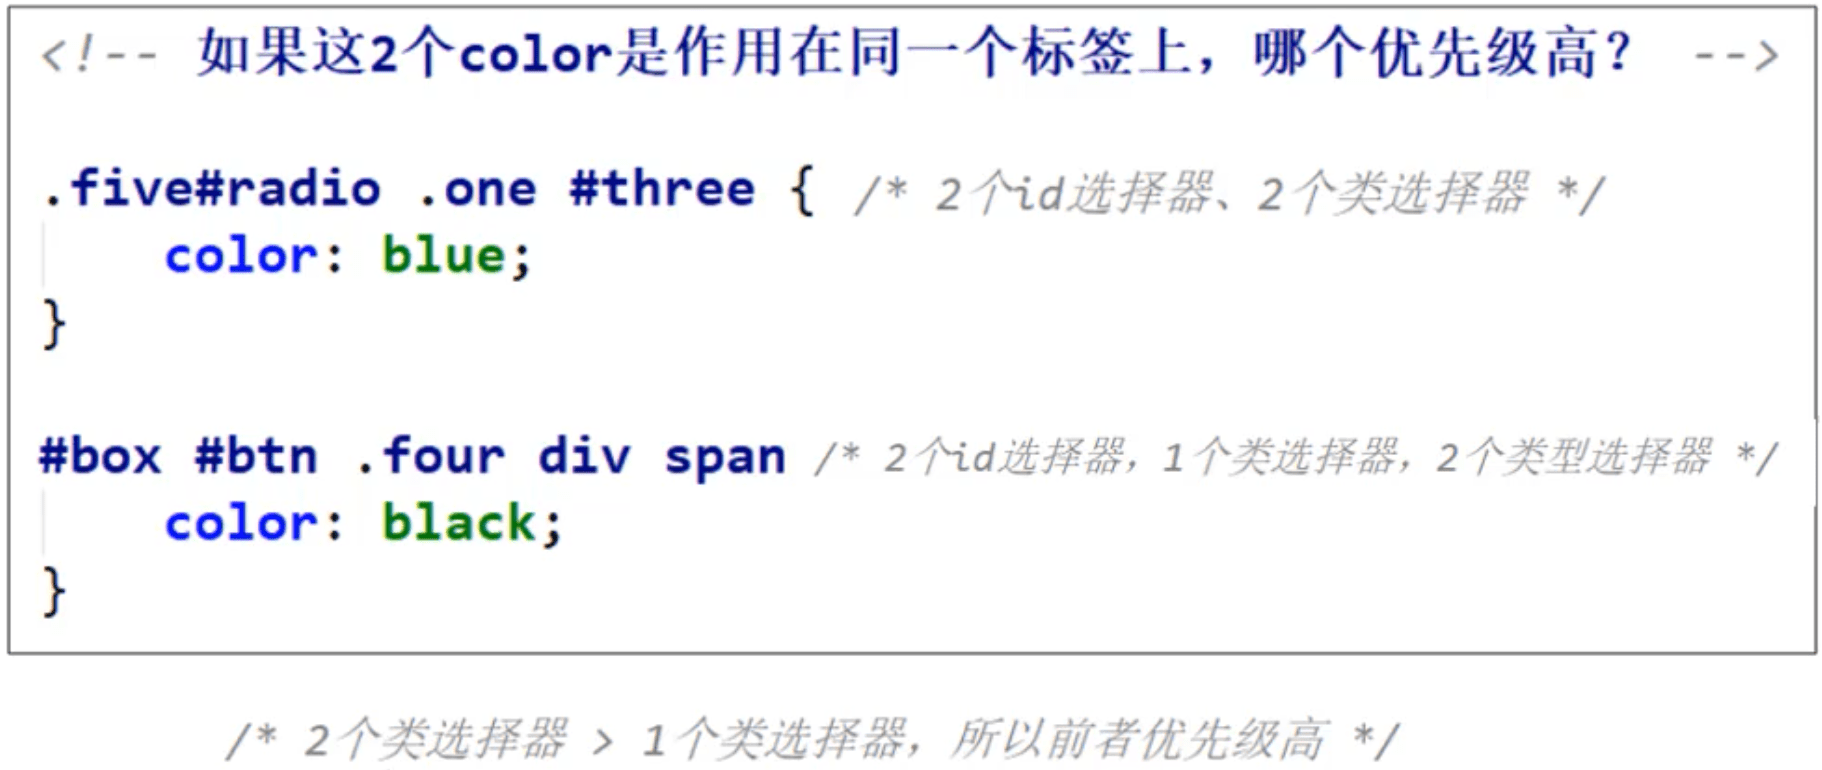 <!-- 如果这2个color是作用在同一个标签上，哪个优先级高？ -->
.five#radio .one #three { /* 2个id选择器、2个类选择器 */
color: blue;
}
#box #btn .four div span /* 2个id选择器，1个类选择器，2个类型选择器 */
color: black;
}
/* 2个类选择器 > 1个类选择器，所以前者优先级高 */